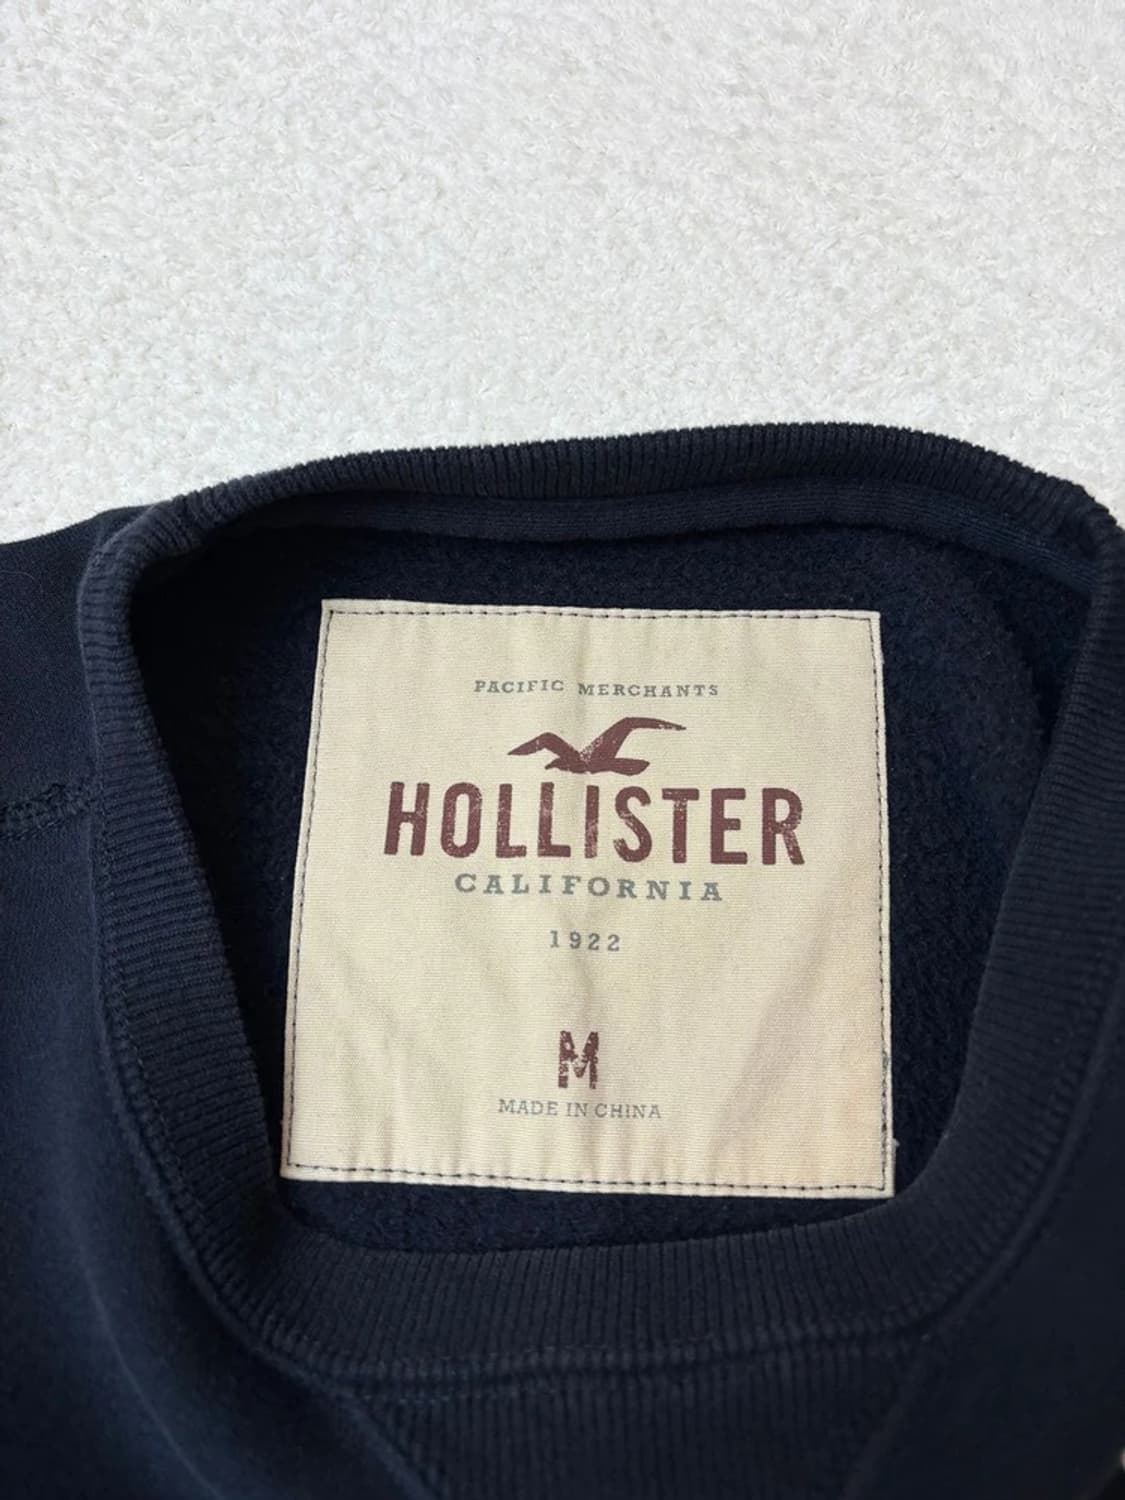 PACIFIC MERCHANTS
HOLLISTER
CALIFORNIA
1922
M
MADE IN CHINA